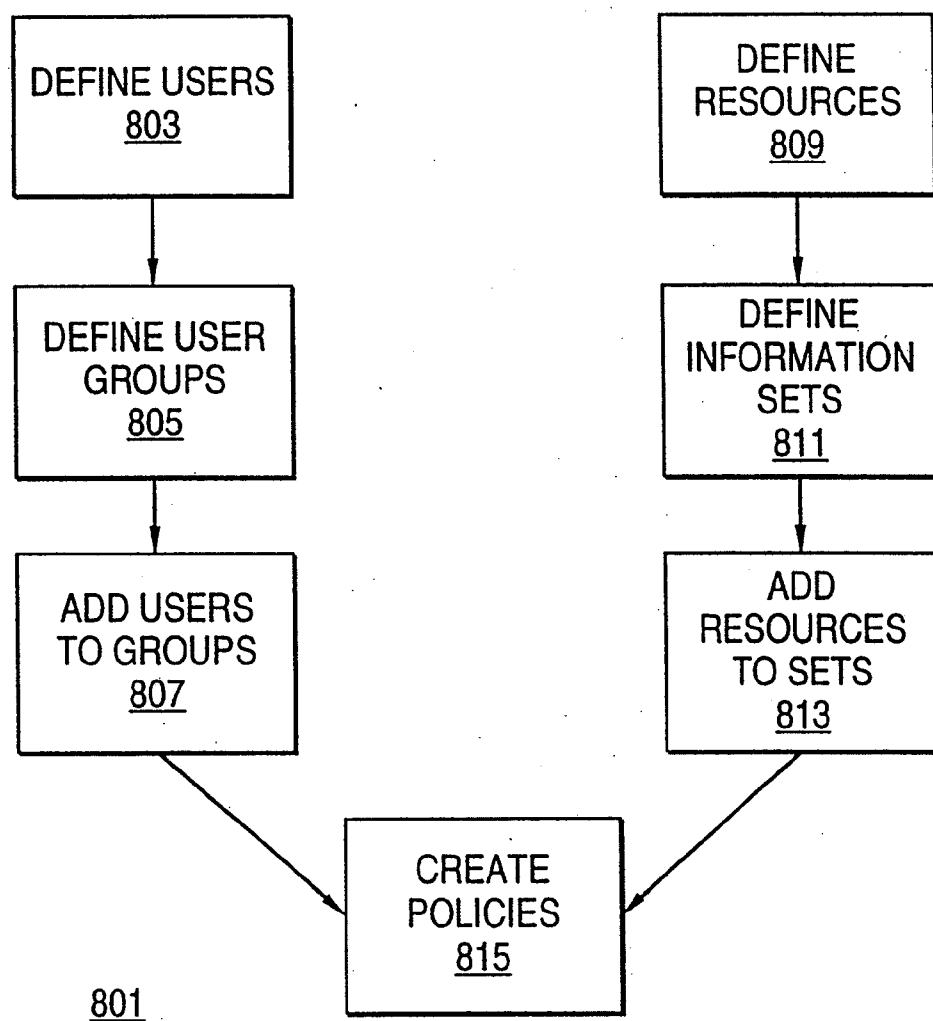 DEFINE USERS
803
DEFINE USER
GROUPS
805
ADD USERS
TO GROUPS
807
DEFINE
RESOURCES
809
DEFINE
INFORMATION
SETS
811
ADD
RESOURCES
TO SETS
813
CREATE
POLICIES
815
801